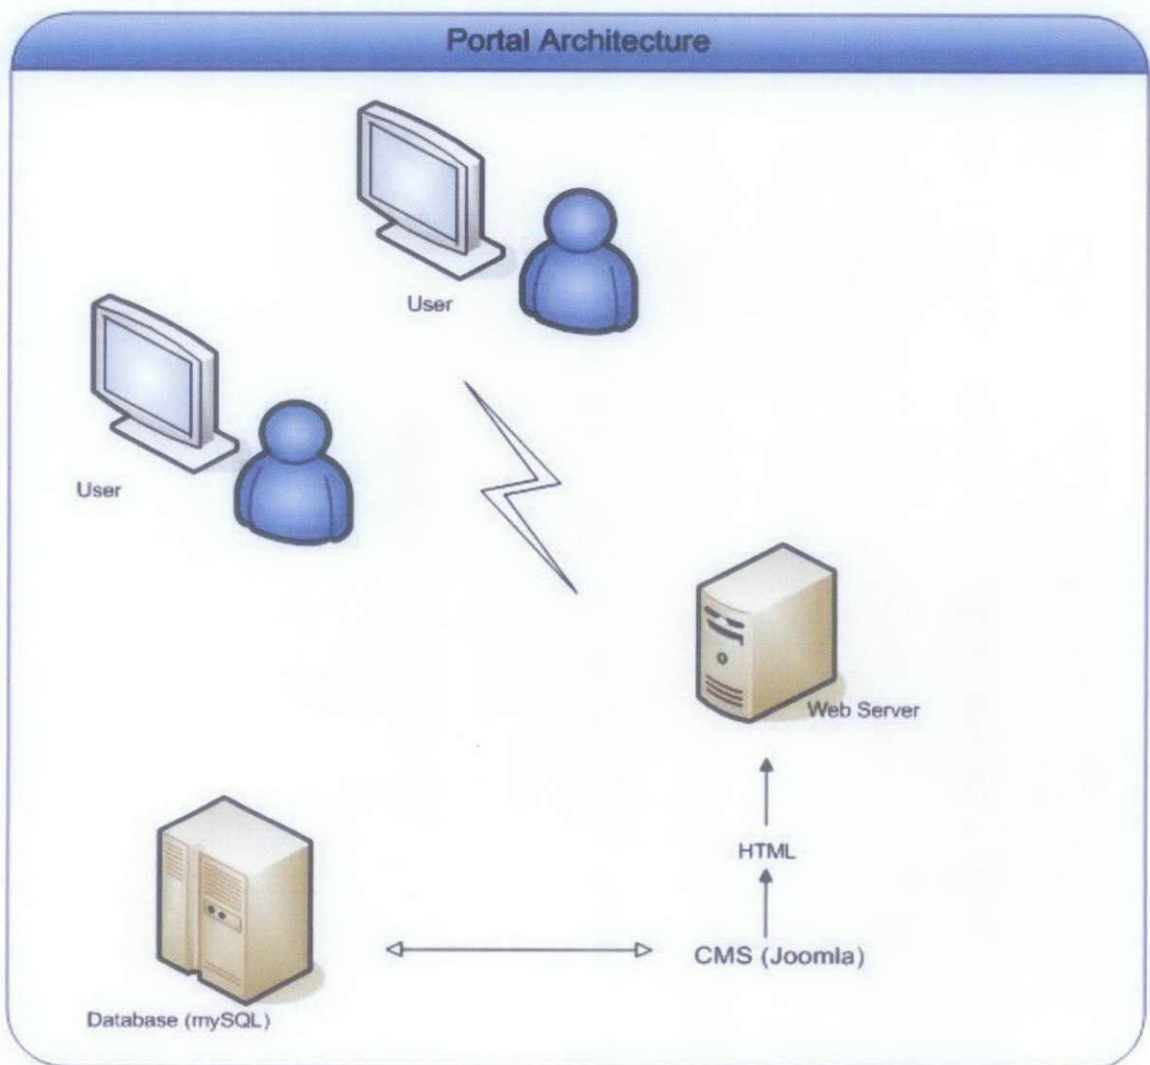 Portal Architecture
User
User
Web Server
HTML
CMS (Joomla)
Database (mySQL)